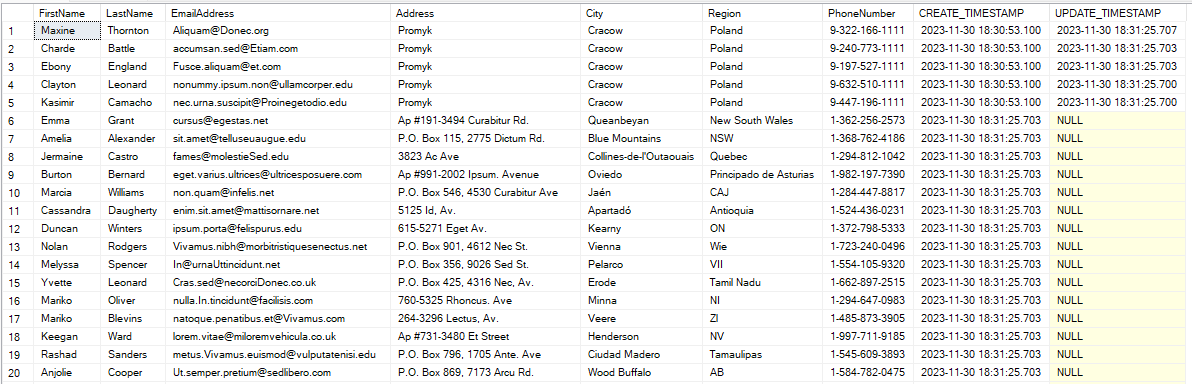 FirstName LastName EmailAddress Address City Region PhoneNumber CREATE_TIMESTAMP UPDATE_TIMESTAMP
1 Maxine Thornton Aliquam@Donec.org Promyk Cracow Poland 9-322-166-1111 2023-11-30 18:30:53.100 2023-11-30 18:31:25.707
2 Charde Battle accumsan.sed@Etiam.com Promyk Cracow Poland 9-240-773-1111 2023-11-30 18:30:53.100 2023-11-30 18:31:25.703
3 Ebony England Fusce.aliquam@et.com Promyk Cracow Poland 9-197-527-1111 2023-11-30 18:30:53.100 2023-11-30 18:31:25.703
4 Clayton Leonard nonummy.ipsum.non@ullamcorper.edu Promyk Cracow Poland 9-632-510-1111 2023-11-30 18:30:53.100 2023-11-30 18:31:25.700
5 Kasimir Camacho nec.urna.suscipit@Proinegetodio.edu Promyk Cracow Poland 9-447-196-1111 2023-11-30 18:30:53.100 2023-11-30 18:31:25.700
6 Emma Grant cursus@egestas.net Ap #191-3494 Curabitur Rd. Queanbeyan New South Wales 1-362-256-2573 2023-11-30 18:31:25.703 NULL
7 Amelia Alexander sit.amet@telluseuaugue.edu P.O. Box 115, 2775 Dictum Rd. Blue Mountains NSW 1-368-762-4186 2023-11-30 18:31:25.703 NULL
8 Jermaine Castro fames@molestieSed.edu 3823 Ac Ave Collines-de-l'Outaouais Quebec 1-294-812-1042 2023-11-30 18:31:25.703 NULL
9 Burton Bernard eget.varius.ultrices@ultricesposuere.com Ap #991-2002 Ipsum. Avenue Oviedo Principado de Asturias 1-982-197-7390 2023-11-30 18:31:25.703 NULL
10 Marcia Williams non.quam@infelis.net P.O. Box 546, 4530 Curabitur Ave Jaén CAJ 1-284-447-8817 2023-11-30 18:31:25.703 NULL
11 Cassandra Daugherty enim.sit.amet@mattisornare.net 5125 Id, Av. Apartadó Antioquia 1-524-436-0231 2023-11-30 18:31:25.703 NULL
12 Duncan Winters ipsum.porta@felispurus.edu 615-5271 Eget Av. Kearny ON 1-372-798-5333 2023-11-30 18:31:25.703 NULL
13 Nolan Rodgers Vivamus.nibh@morbitristiquesenectus.net P.O. Box 901, 4612 Nec St. Vienna Wie 1-723-240-0496 2023-11-30 18:31:25.703 NULL
14 Melyssa Spencer In@urnaUttincidunt.net P.O. Box 356, 9026 Sed St. Pelarco VII 1-554-105-9320 2023-11-30 18:31:25.703 NULL
15 Yvette Leonard Cras.sed@necorciDonec.co.uk P.O. Box 425, 4316 Nec, Av. Erode Tamil Nadu 1-662-897-2515 2023-11-30 18:31:25.703 NULL
16 Mariko Oliver nulla.In.tincidunt@facilisis.com 760-5325 Rhoncus. Ave Minna NI 1-294-647-0983 2023-11-30 18:31:25.703 NULL
17 Mariko Blevins natoque.penatibus.et@Vivamus.com 264-3296 Lectus, Av. Veere ZI 1-485-873-3905 2023-11-30 18:31:25.703 NULL
18 Keegan Ward lorem.vitae@miloremvehicula.co.uk Ap #731-3480 Et Street Henderson NV 1-997-711-9185 2023-11-30 18:31:25.703 NULL
19 Rashad Sanders metus.Vivamus.euismod@vulputatenisi.edu P.O. Box 796, 1705 Ante. Ave Ciudad Madero Tamaulipas 1-545-609-3893 2023-11-30 18:31:25.703 NULL
20 Anjolie Cooper Ut.semper.pretium@sedlibero.com P.O. Box 869, 7173 Arcu Rd. Wood Buffalo AB 1-584-782-0475 2023-11-30 18:31:25.703 NULL